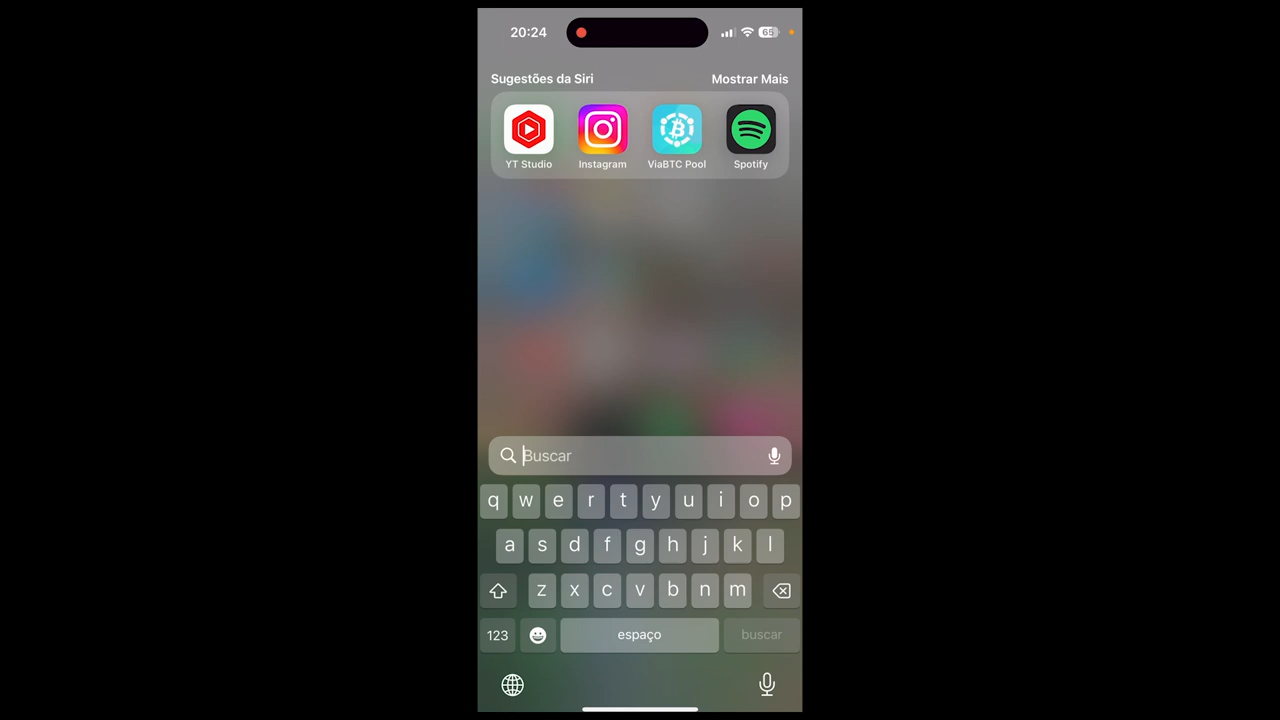 20:24
65
Sugestões da Siri Mostrar Mais
YT Studio Instagram ViaBTC Pool Spotify
Buscar
q w e r t y u i o p
a s d f g h j k l
z x c v b n m
123 espaço buscar